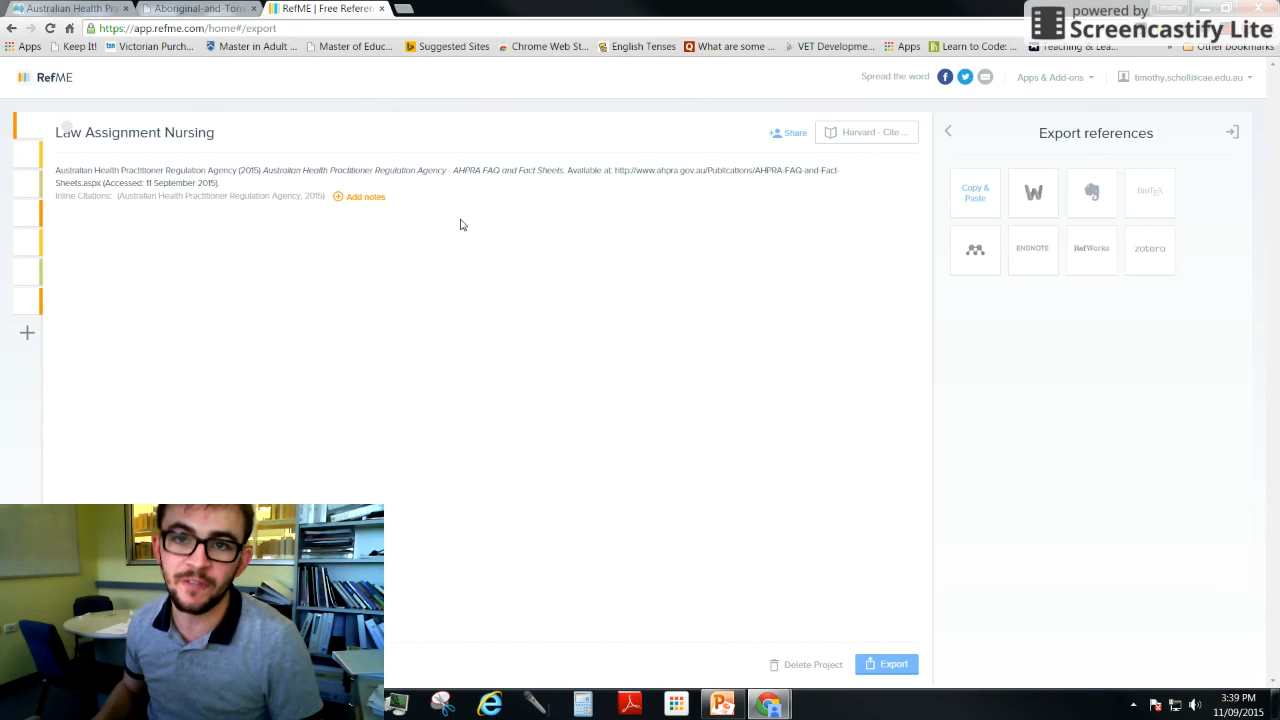 Australian Health P
Aboriginal-and-Torr
RefME | Free Referen
Timothy
powered by
Screencastify Lite
https://app.refme.com/home#/export
Apps
Keep It!
Victorian Purch...
Master in Adult ...
Master of Educ...
Suggested Sites
Chrome Web St...
English Tenses
What are some ...
VET Developme...
Apps
Learn to Code: ...
Teaching & Lea...
Other bookmarks
RefME
Spread the word
Apps & Add-ons
timothy.scholl@cae.edu.au
Law Assignment Nursing
Share
Harvard - Cite ...
Export references
Australian Health Practitioner Regulation Agency (2015) Australian Health Practitioner Regulation Agency - AHPRA FAQ and Fact Sheets. Available at: http://www.ahpra.gov.au/Publications/AHPRA-FAQ-and-Fact-
Sheets.aspx (Accessed: 11 September 2015).
Inline Citations: (Australian Health Practitioner Regulation Agency, 2015)
Add notes
Copy &
Paste
BibTeX
ENDNOTE
RefWorks
zotero
Delete Project
Export
3:39 PM
11/09/2015